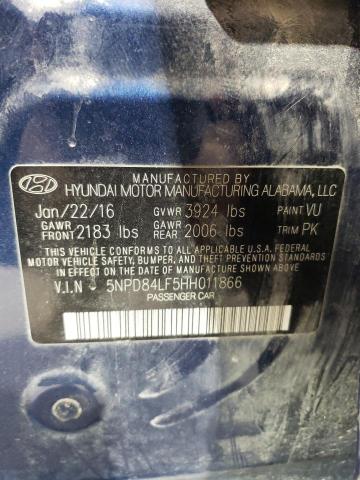 MANUFACTURED BY
HYUNDAI MOTOR MANUFACTURING ALABAMA, LLC
Jan/22/16 GVWR 3924 lbs PAINT VU
GAWR FRONT 2183 lbs GAWR REAR 2006 lbs TRIM PK
THIS VEHICLE CONFORMS TO ALL APPLICABLE U.S.A. FEDERAL
MOTOR VEHICLE SAFETY, BUMPER, AND THEFT PREVENTION STANDARDS
IN EFFECT ON THE DATE OF MANUFACTURE SHOWN ABOVE.
V.I.N 5NPD84LF5HH011866
PASSENGER CAR